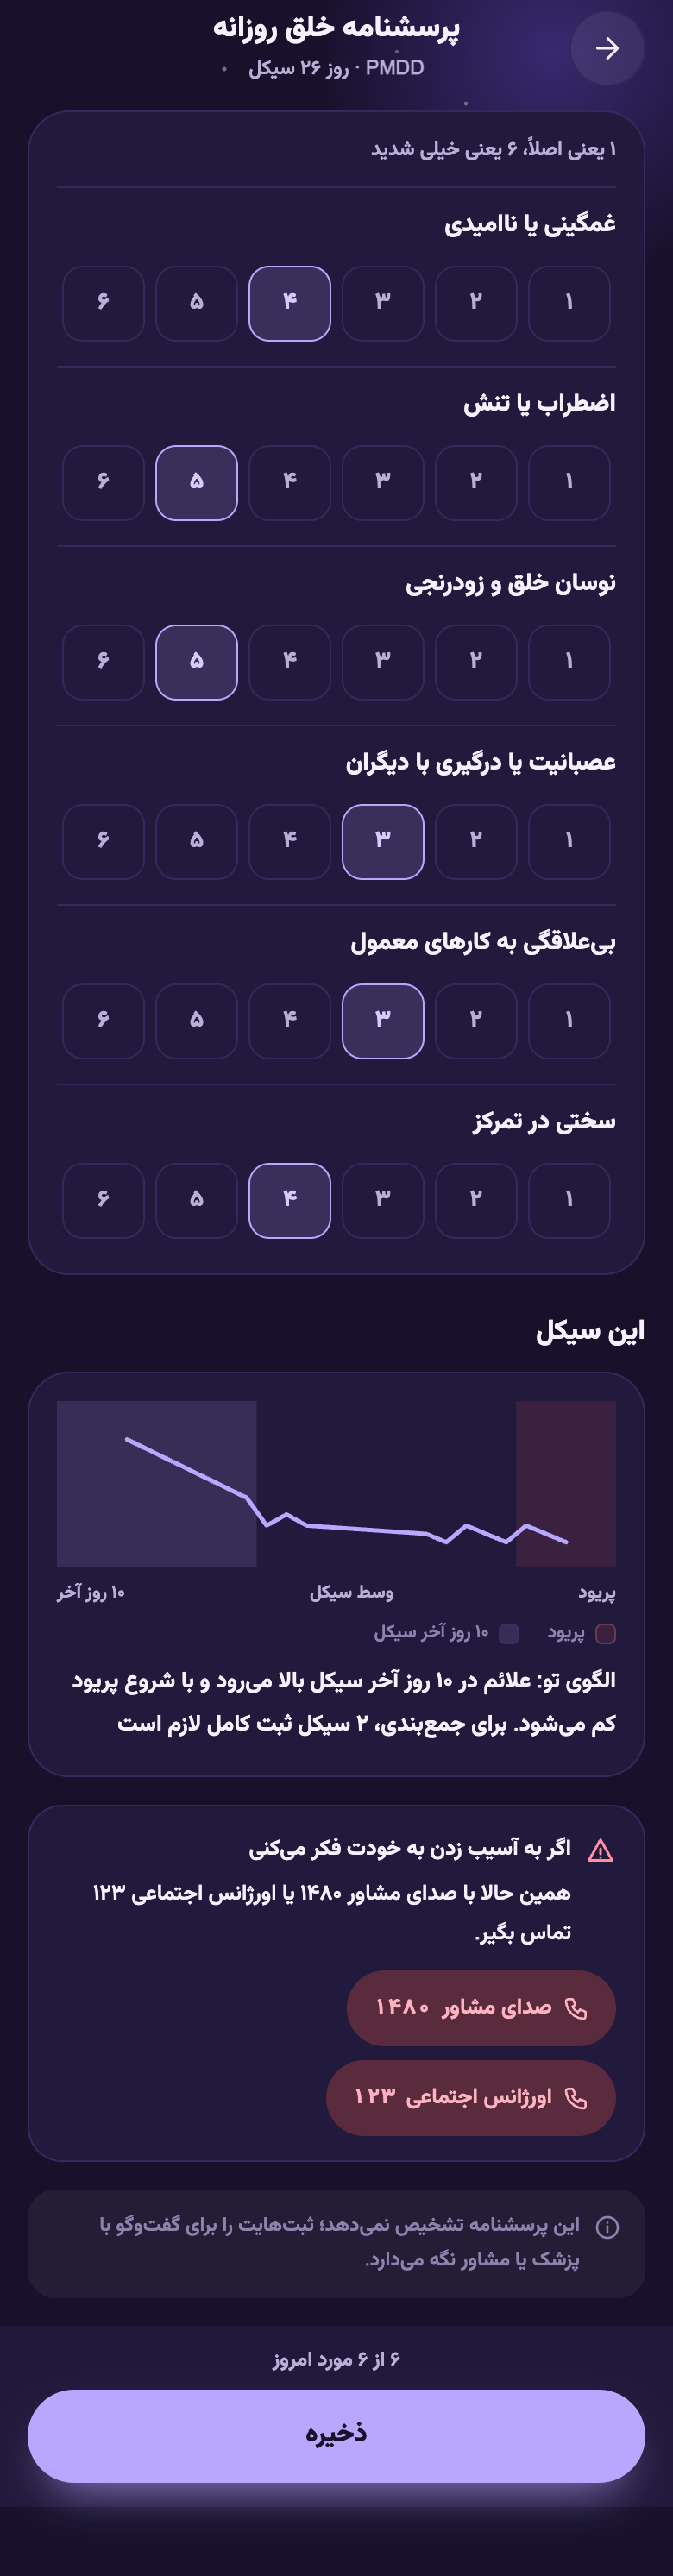 پرسشنامه خلق روزانه
PMDD · روز ۲۶ سیکل
۱ یعنی اصلاً، ۶ یعنی خیلی شدید
غمگینی یا ناامیدی
۱ ۲ ۳ ۴ ۵ ۶
اضطراب یا تنش
۱ ۲ ۳ ۴ ۵ ۶
نوسان خلق و زودرنجی
۱ ۲ ۳ ۴ ۵ ۶
عصبانیت یا درگیری با دیگران
۱ ۲ ۳ ۴ ۵ ۶
بی‌علاقگی به کارهای معمول
۱ ۲ ۳ ۴ ۵ ۶
سختی در تمرکز
۱ ۲ ۳ ۴ ۵ ۶
این سیکل
پریود وسط سیکل ۱۰ روز آخر
پریود ۱۰ روز آخر سیکل
الگوی تو: علائم در ۱۰ روز آخر سیکل بالا می‌رود و با شروع پریود
کم می‌شود. برای جمع‌بندی، ۲ سیکل ثبت کامل لازم است
اگر به آسیب زدن به خودت فکر می‌کنی
همین حالا با صدای مشاور ۱۴۸۰ یا اورژانس اجتماعی ۱۲۳
تماس بگیر.
صدای مشاور ۱۴۸۰
اورژانس اجتماعی ۱۲۳
این پرسشنامه تشخیص نمی‌دهد؛ ثبت‌هایت را برای گفت‌وگو با
پزشک یا مشاور نگه می‌دارد.
۶ از ۶ مورد امروز
ذخیره